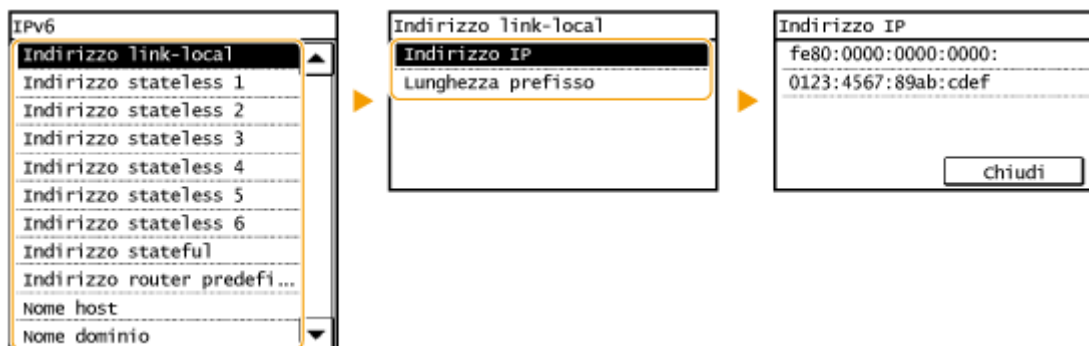 IPv6
Indirizzo link-local
Indirizzo stateless 1
Indirizzo stateless 2
Indirizzo stateless 3
Indirizzo stateless 4
Indirizzo stateless 5
Indirizzo stateless 6
Indirizzo stateful
Indirizzo router predefi...
Nome host
Nome dominio
Indirizzo link-local
Indirizzo IP
Lunghezza prefisso
Indirizzo IP
fe80:0000:0000:0000:
0123:4567:89ab:cdef
Chiudi